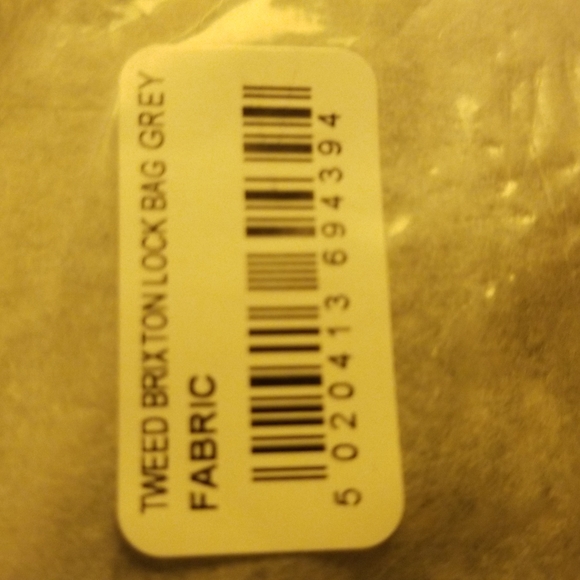 TWEED BRIXTON LOCK BAG GREY
FABRIC
5 020413 694394